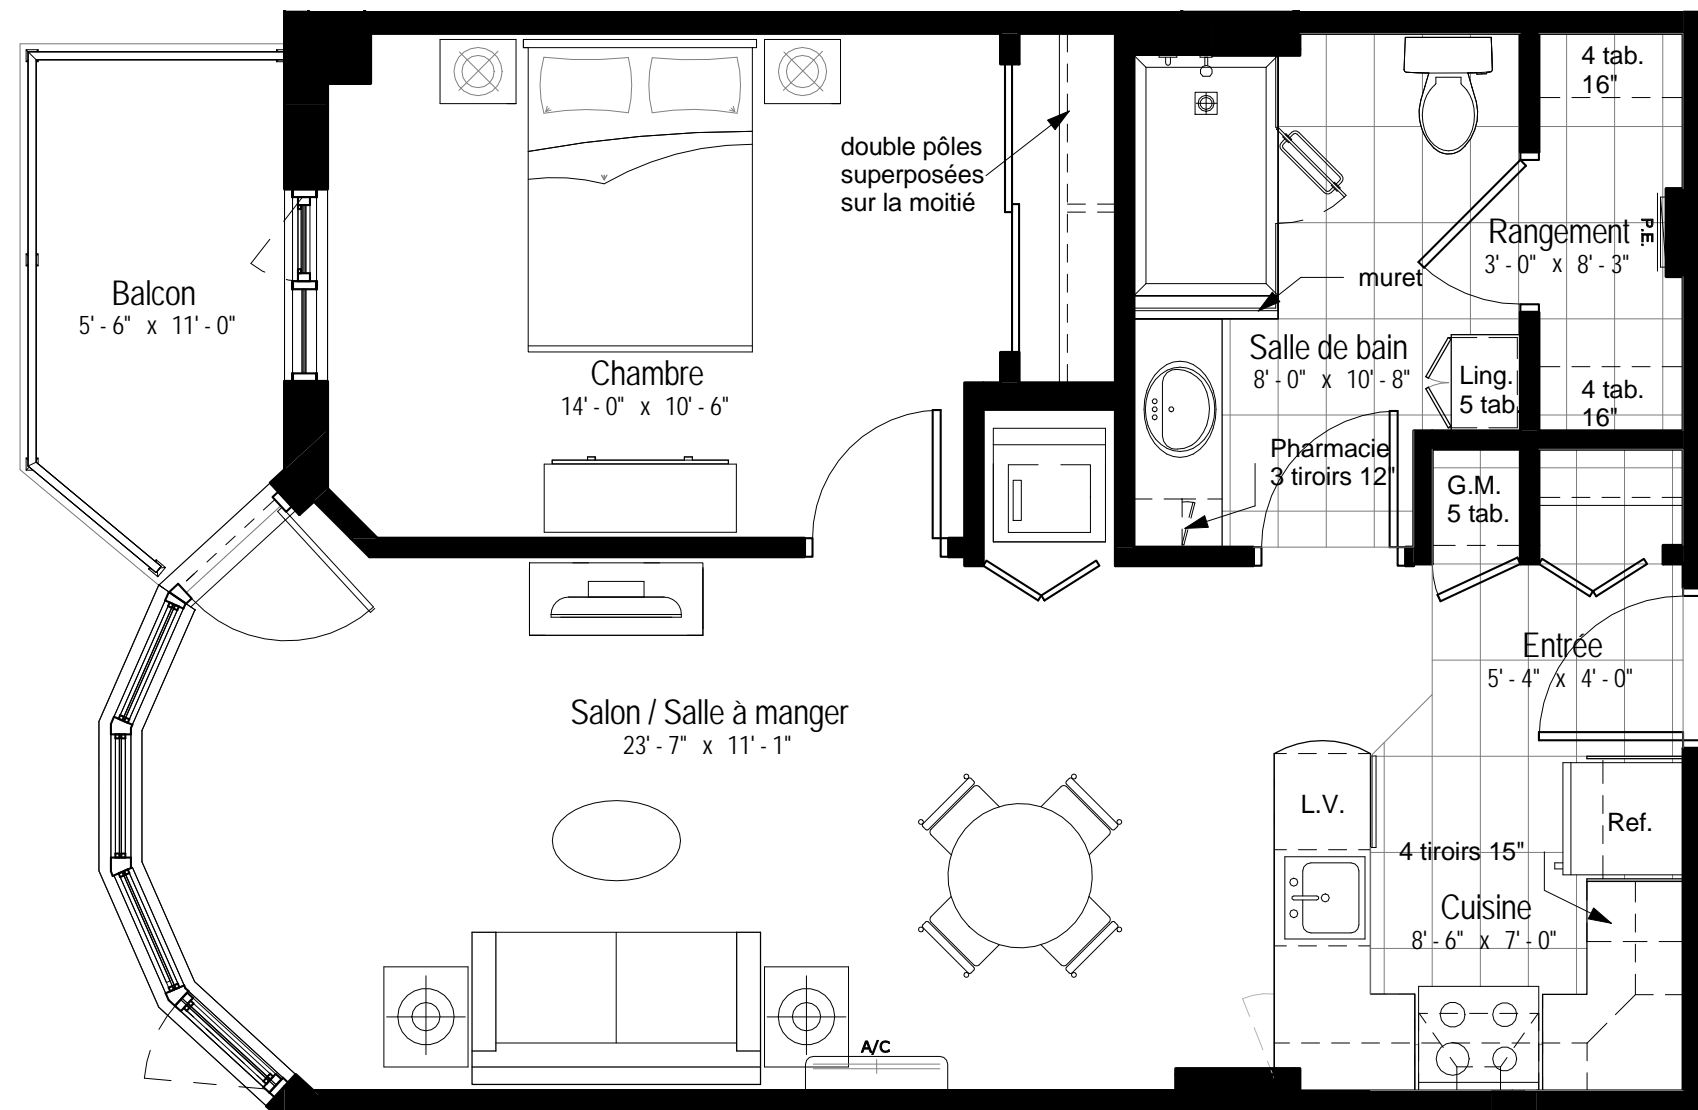 4 tab.
16"
double pôles
superposées
sur la moitié
Rangement
3' - 0" x 8' - 3"
P.E.
muret
Balcon
5' - 6" x 11' - 0"
Chambre
14' - 0" x 10' - 6"
Salle de bain
8' - 0" x 10' - 8"
Ling.
5 tab.
4 tab.
16"
Pharmacie
3 tiroirs 12"
G.M.
5 tab.
Entrée
5' - 4" x 4' - 0"
Salon / Salle à manger
23' - 7" x 11' - 1"
L.V.
Ref.
4 tiroirs 15"
Cuisine
8' - 6" x 7' - 0"
A/C